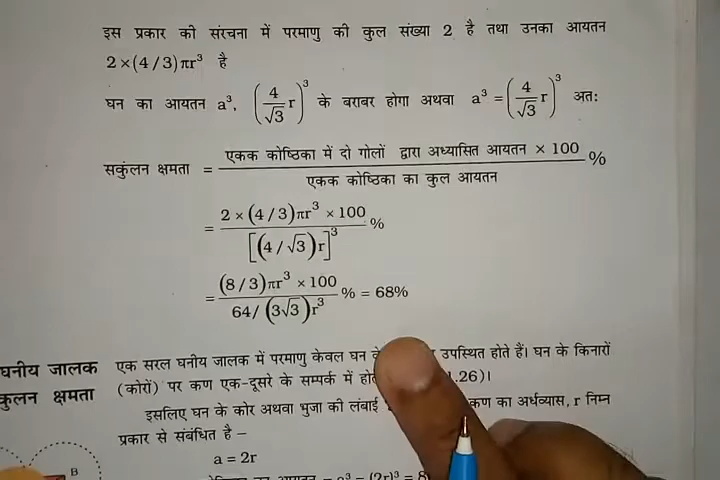 इस प्रकार की संरचना में परमाणु की कुल संख्या 2 है तथा उनका आयतन
2 × (4 / 3) πr³ है
घन का आयतन a³, (4/√3 r)³ के बराबर होगा अथवा a³ = (4/√3 r)³ अतः
सकुंलन क्षमता = एकक कोष्ठिका में दो गोलों द्वारा अध्यासित आयतन × 100 / एकक कोष्ठिका का कुल आयतन %
= 2 × (4 / 3) πr³ × 100 / [(4 / √3) r]³ %
= (8 / 3) πr³ × 100 / 64 / (3√3) r³ % = 68%
घनीय जालक
कुलन क्षमता
एक सरल घनीय जालक में परमाणु केवल घन उपस्थित होते हैं। घन के किनारों
(कोरों) पर कण एक-दूसरे के सम्पर्क में .26)।
इसलिए घन के कोर अथवा भुजा की लंबाई कण का अर्धव्यास, r निम्न
प्रकार से संबंधित है –
a = 2r
B